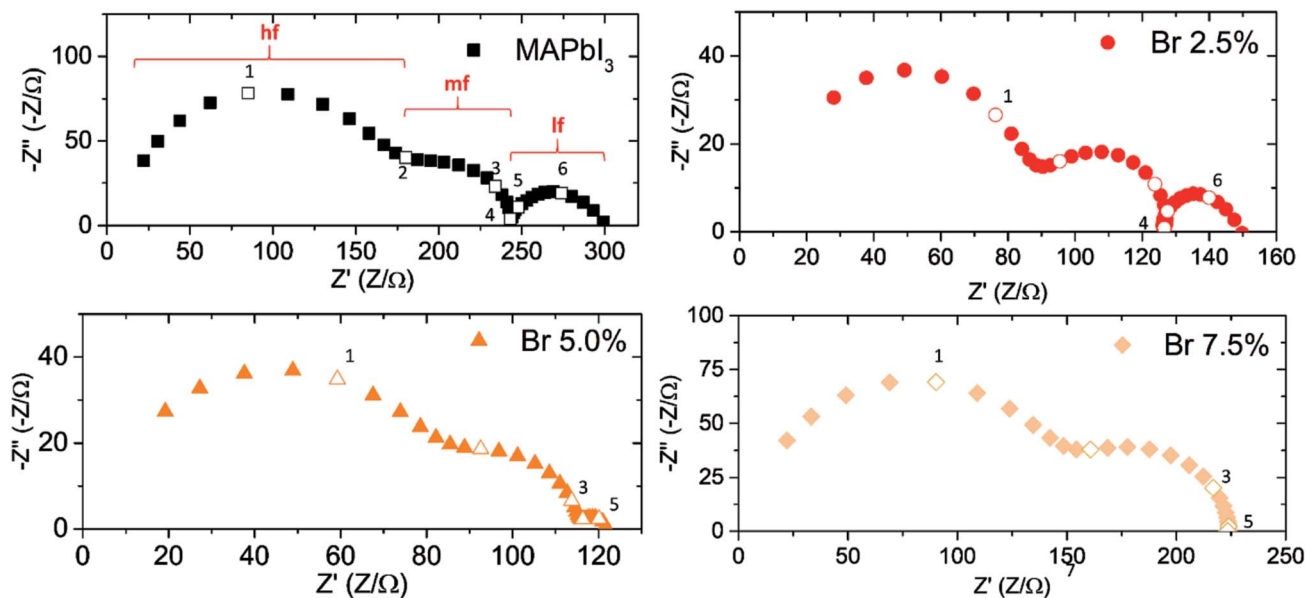 hf
MAPbI3
100
1
mf
50
lf
2
3
5
6
4
0
0 50 100 150 200 250 300
-Z'' (-Z/Ω)
Z' (Z/Ω)
40
Br 2.5%
1
20
6
4
0
0 20 40 60 80 100 120 140 160
-Z'' (-Z/Ω)
Z' (Z/Ω)
Br 5.0%
40
1
20
3
5
0
0 20 40 60 80 100 120
-Z'' (-Z/Ω)
Z' (Z/Ω)
100
Br 7.5%
1
75
50
25
3
5
0
0 50 100 150 200 250
-Z'' (-Z/Ω)
Z' (Z/Ω)
7